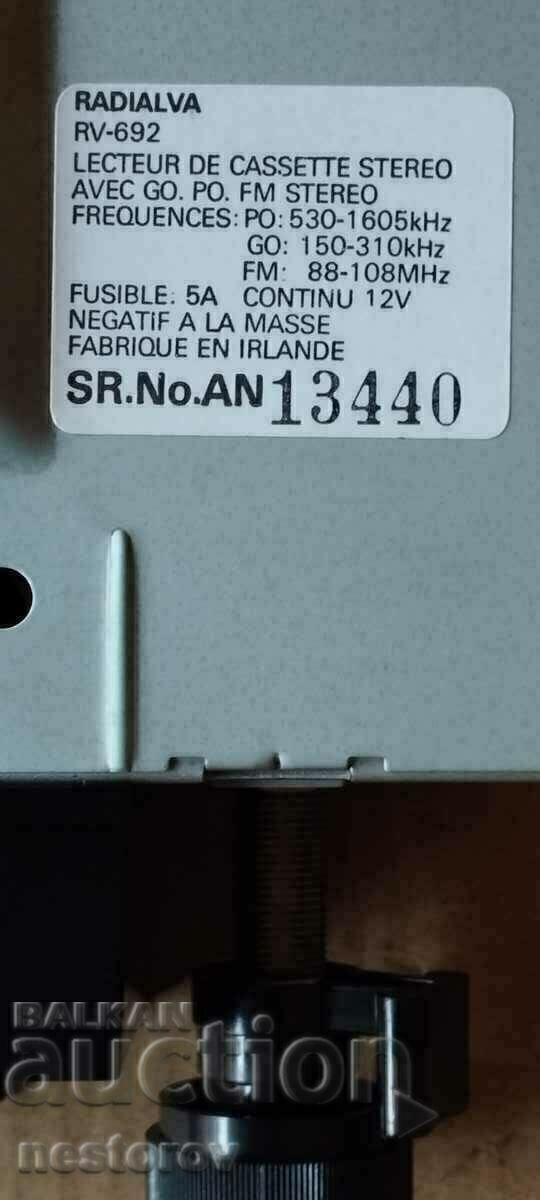 RADIALVA
RV-692
LECTEUR DE CASSETTE STEREO
AVEC GO. PO. FM STEREO
FREQUENCES: PO: 530-1605kHz
GO: 150-310kHz
FM: 88-108MHz
FUSIBLE: 5A CONTINU 12V
NEGATIF A LA MASSE
FABRIQUE EN IRLANDE
SR.No.AN 13440
BALKAN
auction
nestorov